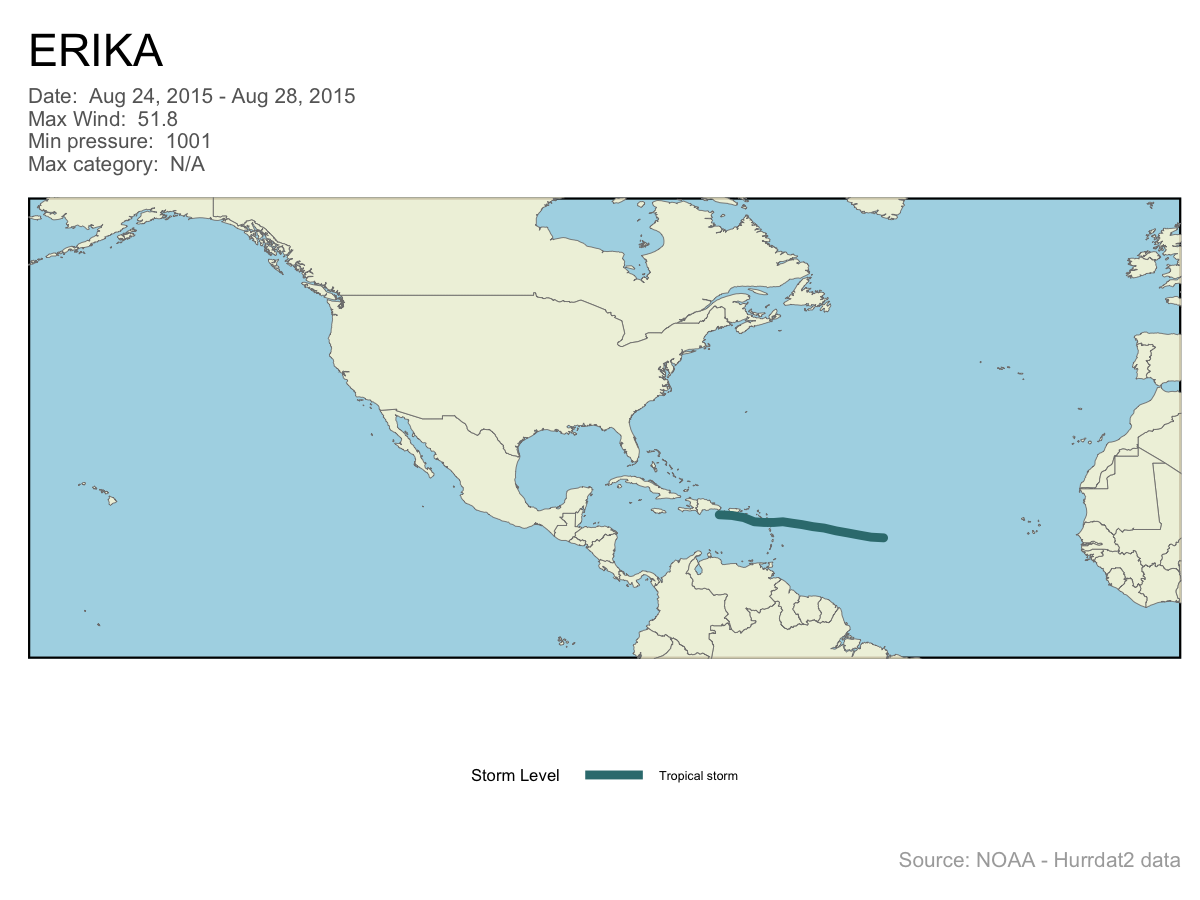 ERIKA
Date:  Aug 24, 2015 - Aug 28, 2015
Max Wind:  51.8
Min pressure:  1001
Max category:  N/A
Storm Level
Tropical storm
Source: NOAA - Hurrdat2 data